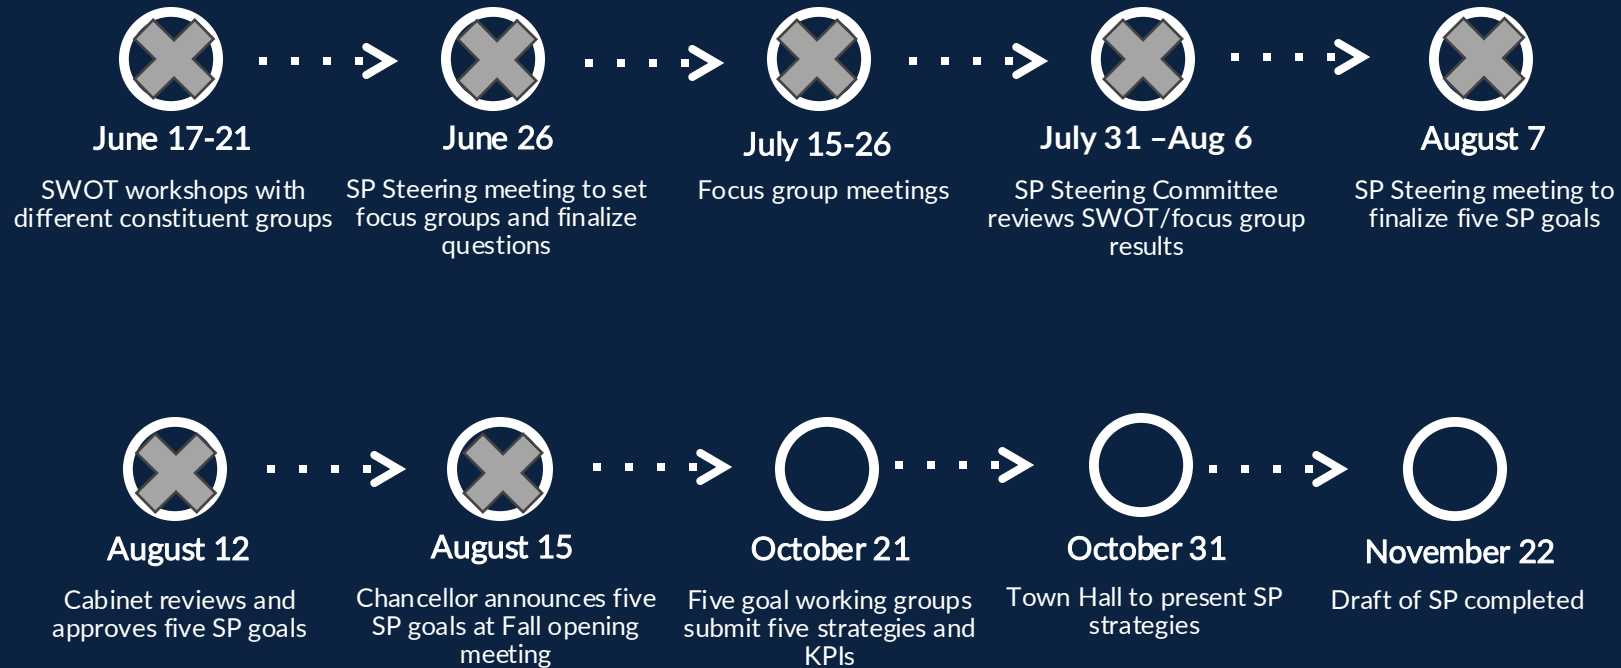 June 17-21
SWOT workshops with
different constituent groups
June 26
SP Steering meeting to set
focus groups and finalize
questions
July 15-26
Focus group meetings
July 31 –Aug 6
SP Steering Committee
reviews SWOT/focus group
results
August 7
SP Steering meeting to
finalize five SP goals
August 12
Cabinet reviews and
approves five SP goals
August 15
Chancellor announces five
SP goals at Fall opening
meeting
October 21
Five goal working groups
submit five strategies and
KPIs
October 31
Town Hall to present SP
strategies
November 22
Draft of SP completed